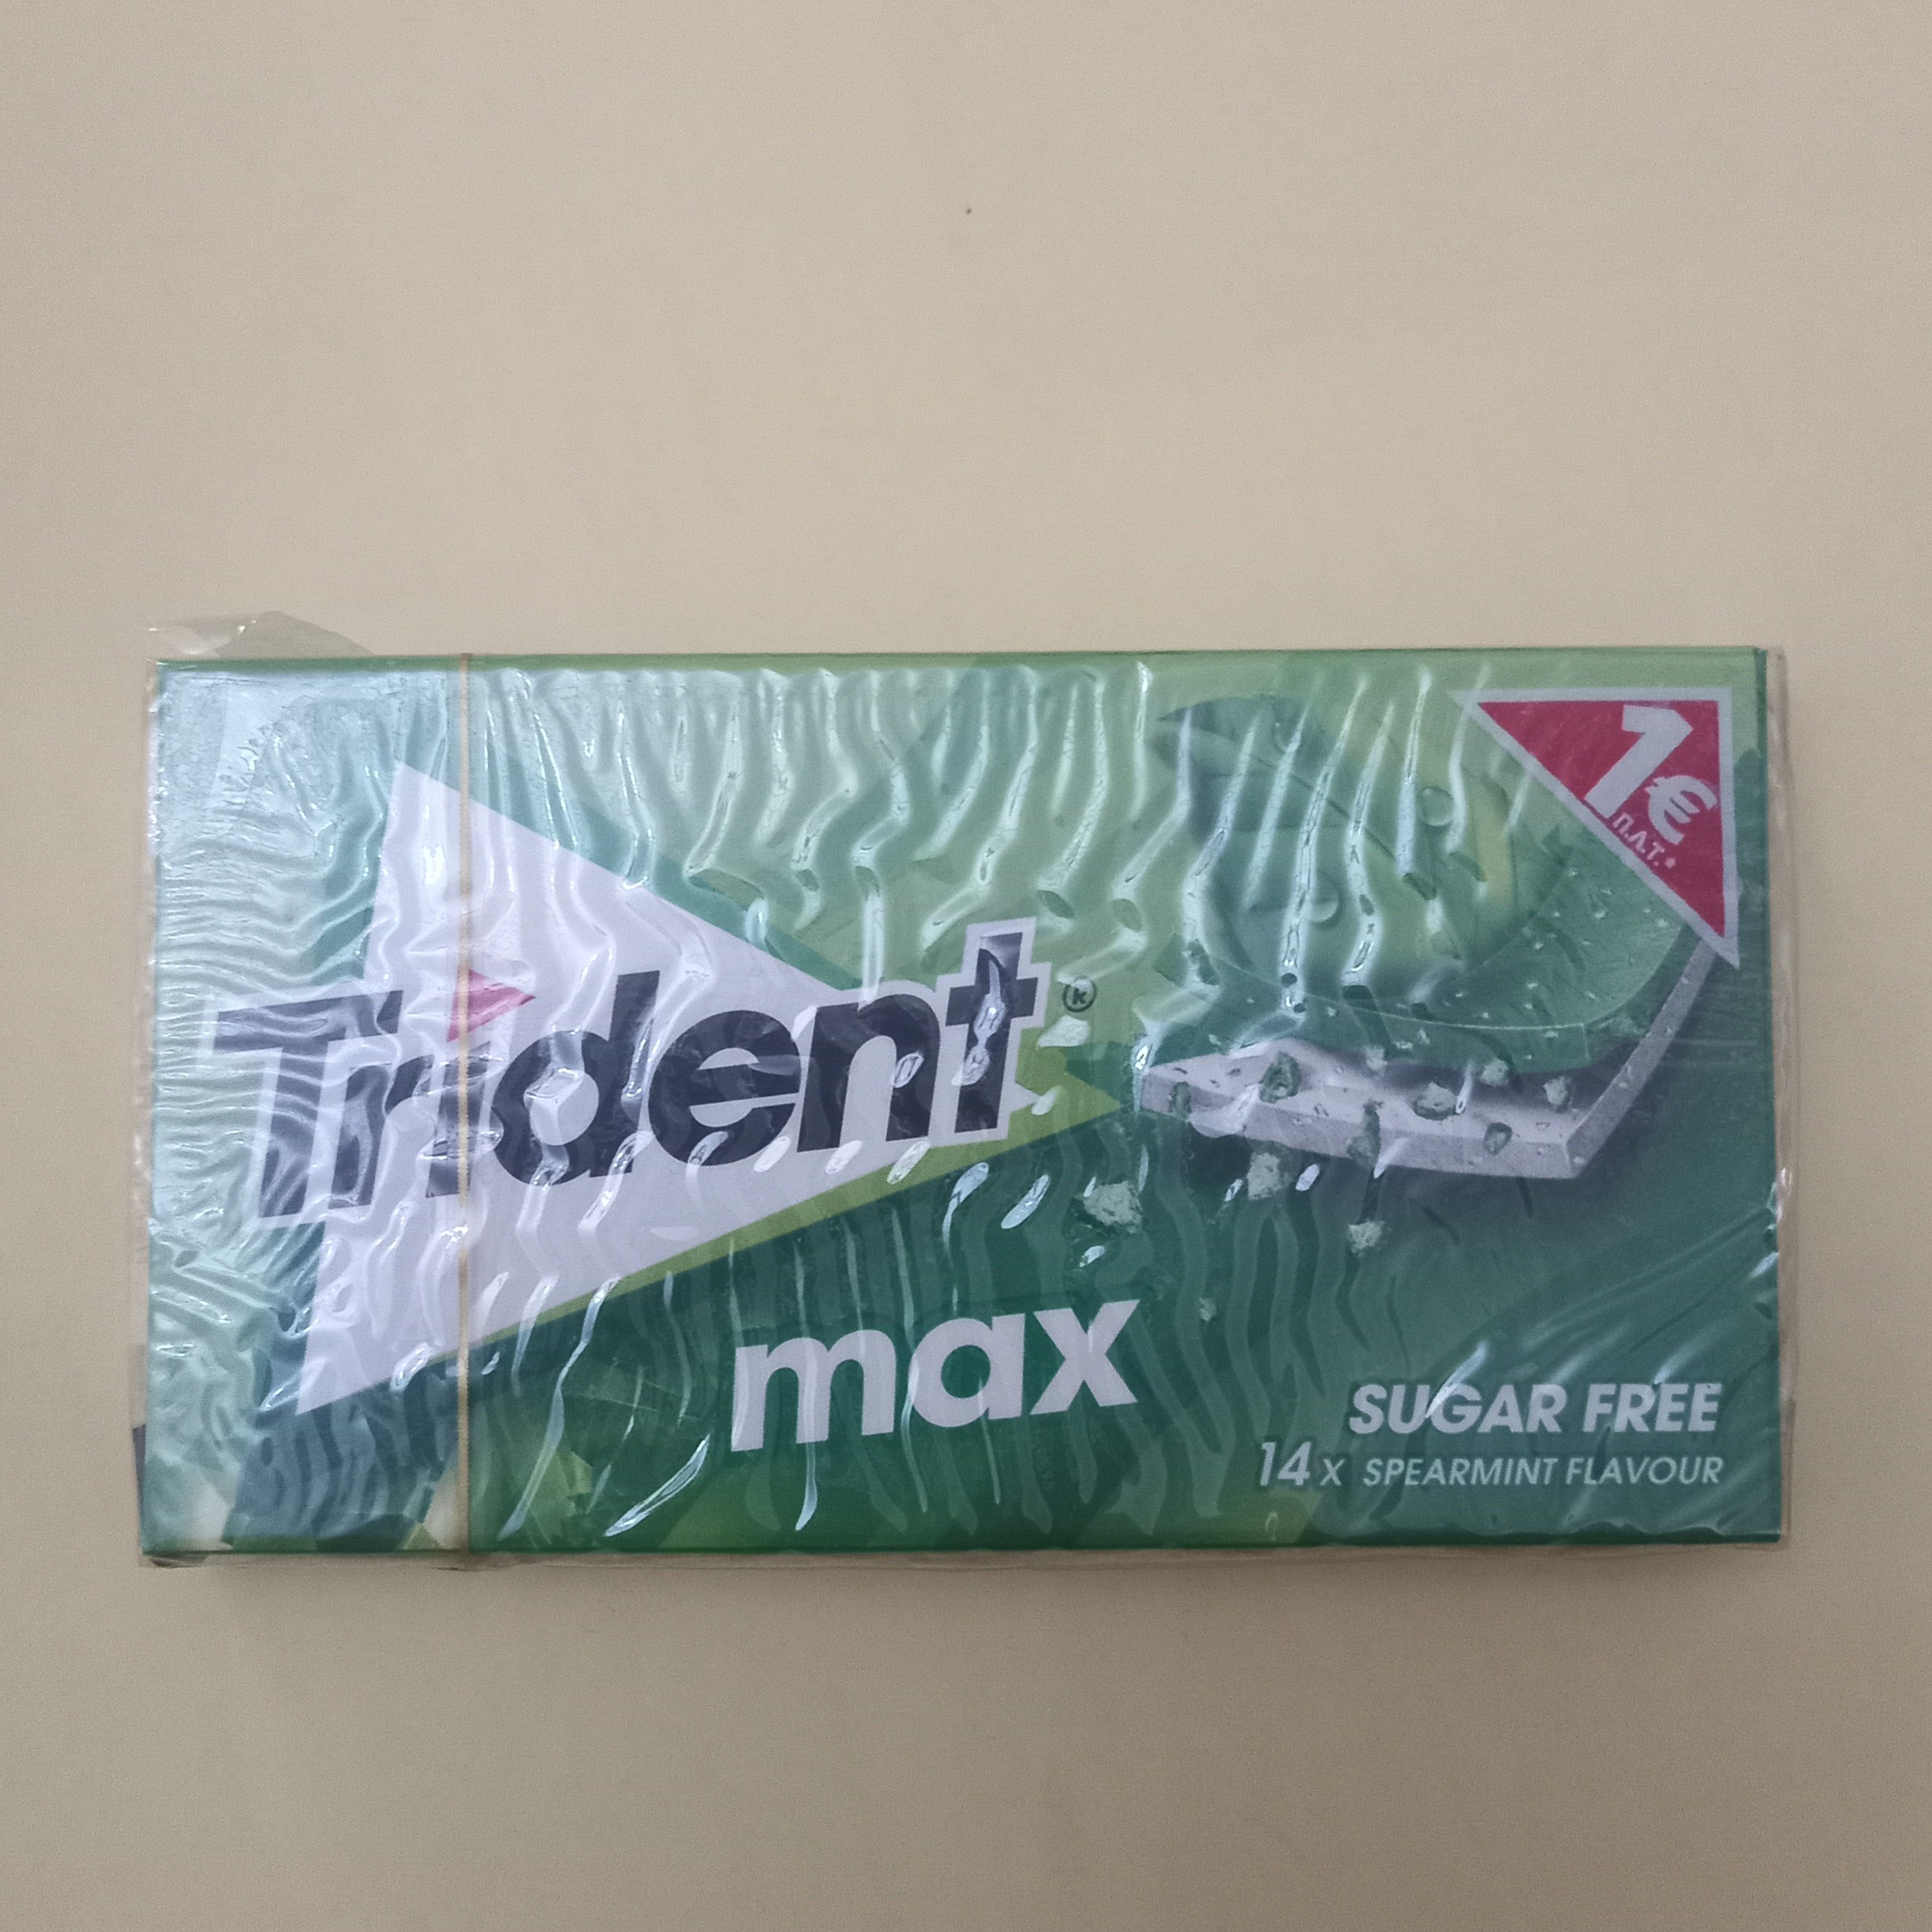 1€
Π.Λ.Τ.*
Trident®
max
SUGAR FREE
14 x SPEARMINT FLAVOUR